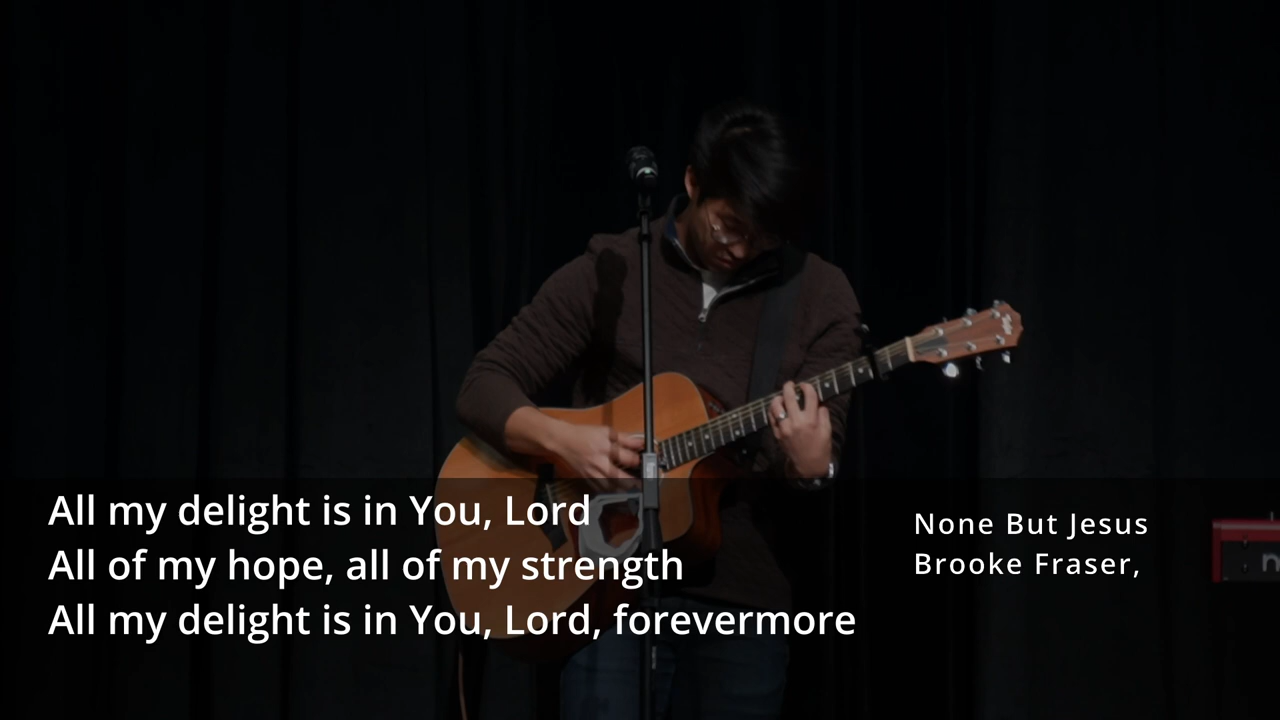 All my delight is in You, Lord
All of my hope, all of my strength
All my delight is in You, Lord, forevermore
None But Jesus
Brooke Fraser,